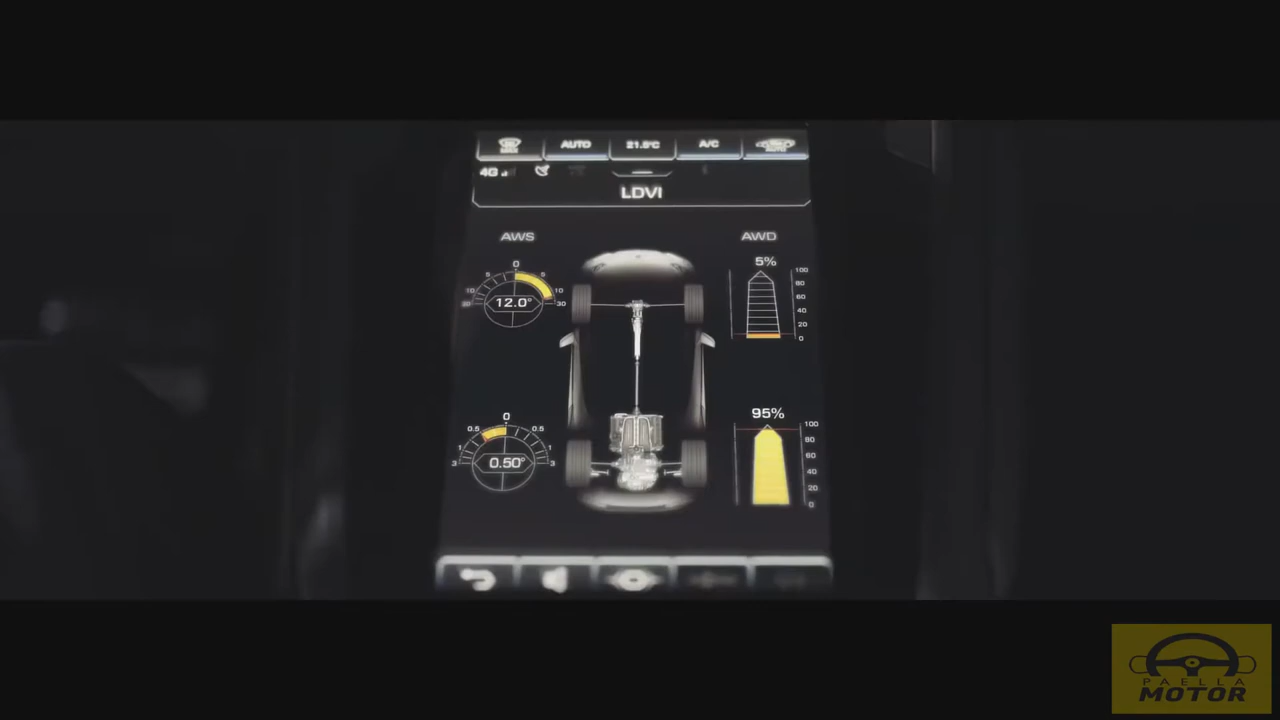 AUTO 21.5°C A/C AUTO
4G
LDVI
AWS AWD
0 5%
5 5 100
10 10 80
30 30 60
12.0° 40
20
0
0 95%
0.5 0.5 100
1 1 80
3 3 60
0.50° 40
20
0
PAELLA
MOTOR